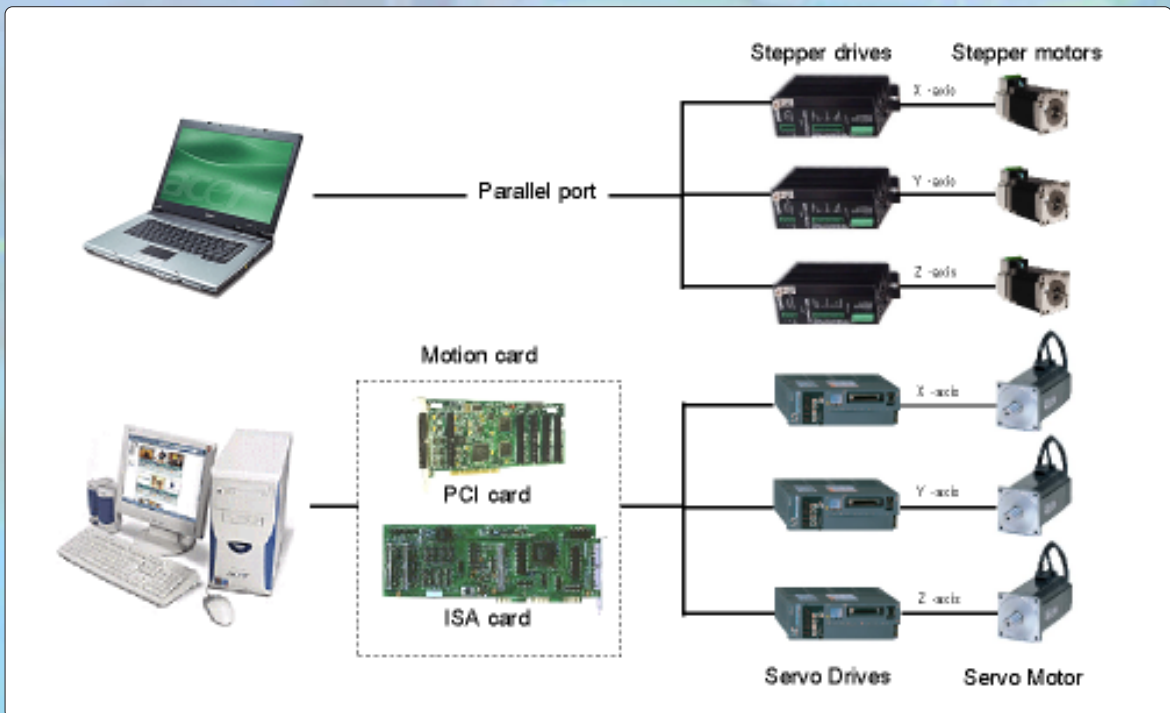 Stepper drives
Stepper motors
X -axis
Parallel port
Y -axis
Z -axis
Motion card
X -axis
PCI card
Y -axis
ISA card
Z -axis
Servo Drives
Servo Motor